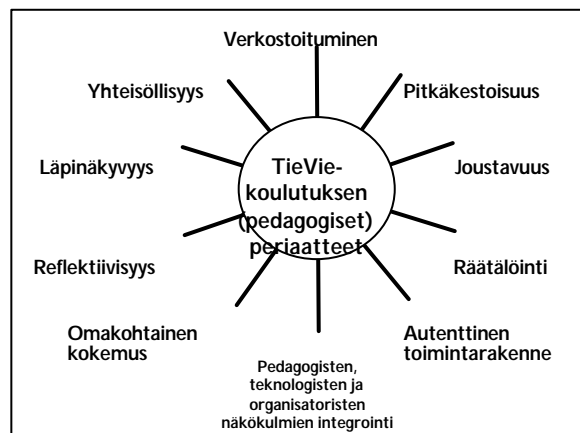 Verkostoituminen
Yhteisöllisyys
Pitkäkestoisuus
Läpinäkyvyys
TieVie-
koulutuksen
(pedagogiset)
periaatteet
Joustavuus
Reflektiivisyys
Räätälöinti
Omakohtainen
kokemus
Autenttinen
toimintarakenne
Pedagogisten,
teknologisten ja
organisatoristen
näkökulmien integrointi